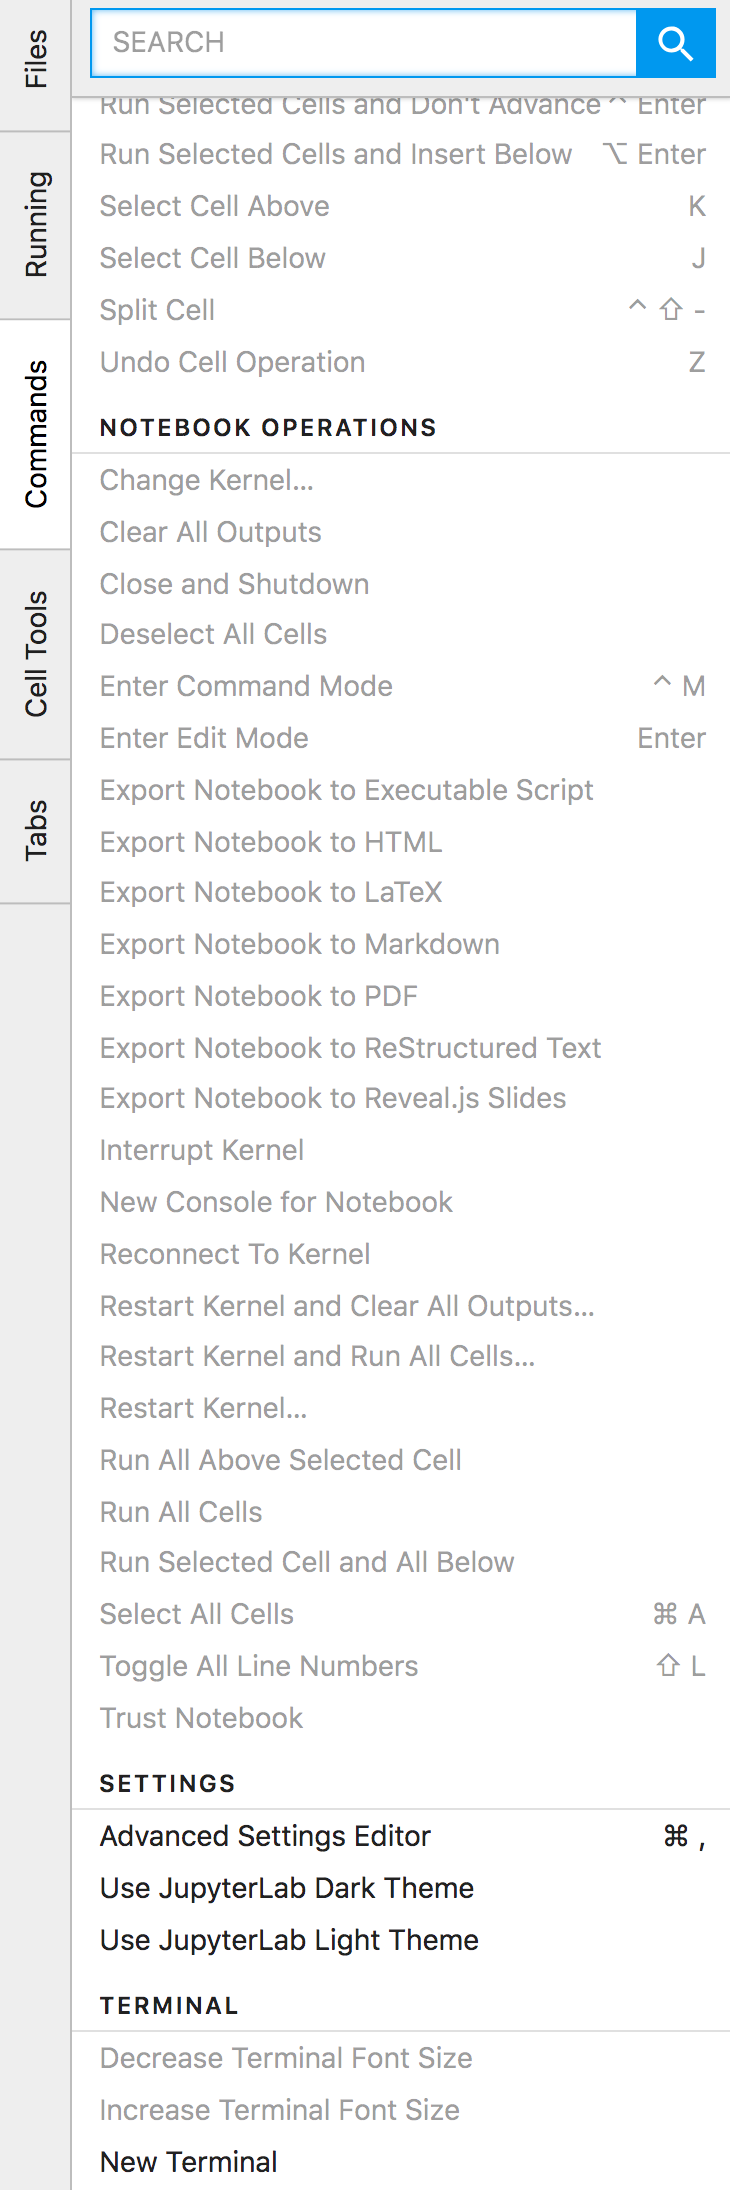 Files
Running
Commands
Cell Tools
Tabs
SEARCH
Run Selected Cells and Don't Advance ^ Enter
Run Selected Cells and Insert Below ⌥ Enter
Select Cell Above K
Select Cell Below J
Split Cell ^ ⇧ -
Undo Cell Operation Z
NOTEBOOK OPERATIONS
Change Kernel...
Clear All Outputs
Close and Shutdown
Deselect All Cells
Enter Command Mode ^ M
Enter Edit Mode Enter
Export Notebook to Executable Script
Export Notebook to HTML
Export Notebook to LaTeX
Export Notebook to Markdown
Export Notebook to PDF
Export Notebook to ReStructured Text
Export Notebook to Reveal.js Slides
Interrupt Kernel
New Console for Notebook
Reconnect To Kernel
Restart Kernel and Clear All Outputs...
Restart Kernel and Run All Cells...
Restart Kernel...
Run All Above Selected Cell
Run All Cells
Run Selected Cell and All Below
Select All Cells ⌘ A
Toggle All Line Numbers ⇧ L
Trust Notebook
SETTINGS
Advanced Settings Editor ⌘ ,
Use JupyterLab Dark Theme
Use JupyterLab Light Theme
TERMINAL
Decrease Terminal Font Size
Increase Terminal Font Size
New Terminal